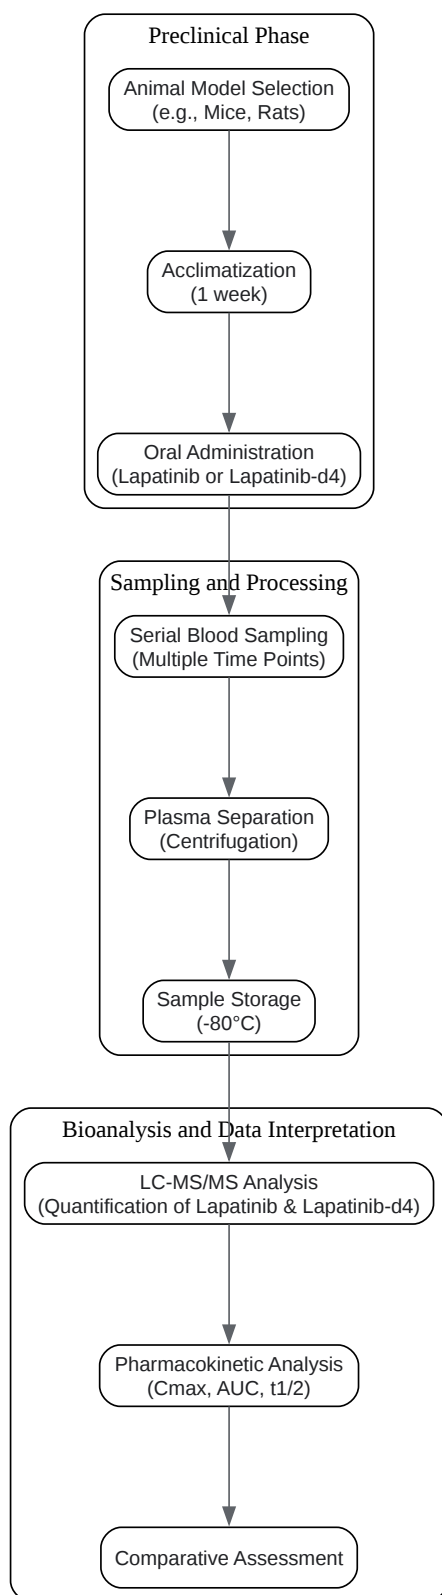 Preclinical Phase
Animal Model Selection
(e.g., Mice, Rats)
Acclimatization
(1 week)
Oral Administration
(Lapatinib or Lapatinib-d4)
Sampling and Processing
Serial Blood Sampling
(Multiple Time Points)
Plasma Separation
(Centrifugation)
Sample Storage
(-80°C)
Bioanalysis and Data Interpretation
LC-MS/MS Analysis
(Quantification of Lapatinib & Lapatinib-d4)
Pharmacokinetic Analysis
(Cmax, AUC, t1/2)
Comparative Assessment